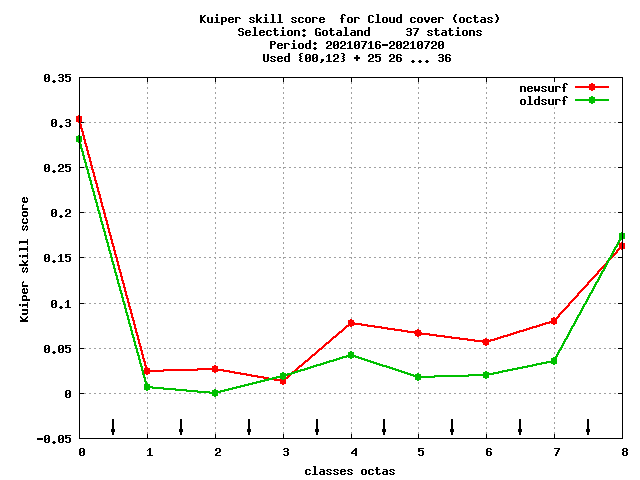 Kuiper skill score  for Cloud cover (octas)
Selection: Gotaland     37 stations
Period: 20210716-20210720
Used {00,12} + 25 26 ... 36
newsurf
oldsurf
Kuiper skill score
0.35
0.3
0.25
0.2
0.15
0.1
0.05
0
-0.05
0 1 2 3 4 5 6 7 8
classes octas